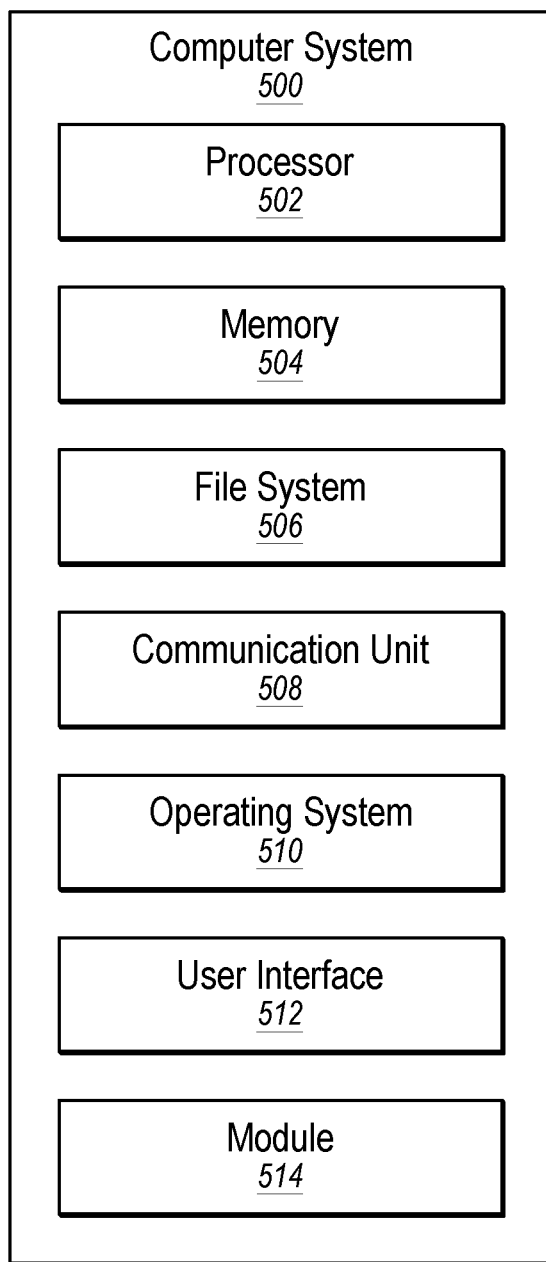 Computer System
500
Processor
502
Memory
504
File System
506
Communication Unit
508
Operating System
510
User Interface
512
Module
514